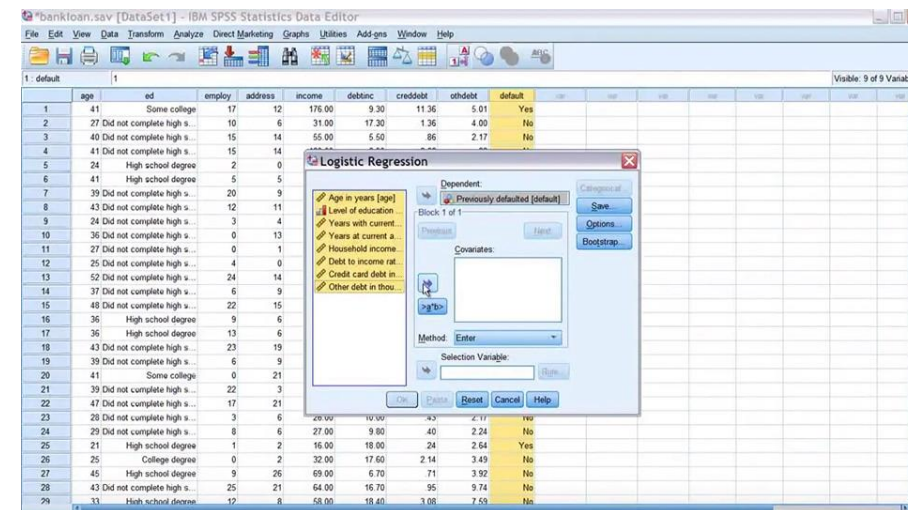 *bankloan.sav [DataSet1] - IBM SPSS Statistics Data Editor
File Edit View Data Transform Analyze Direct Marketing Graphs Utilities Add-ons Window Help
1 : default 1 Visible: 9 of 9 Variab
age ed employ address income debtinc creddebt othdebt default var var var var var var var
1 41 Some college 17 12 176.00 9.30 11.36 5.01 Yes
2 27 Did not complete high s... 10 6 31.00 17.30 1.36 4.00 No
3 40 Did not complete high s... 15 14 55.00 5.50 .86 2.17 No
4 41 Did not complete high s... 15 14
5 24 High school degree 2 0
6 41 High school degree 5 5
7 39 Did not complete high s... 20 9
8 43 Did not complete high s... 12 11
9 24 Did not complete high s... 3 4
10 36 Did not complete high s... 0 13
11 27 Did not complete high s... 0 1
12 25 Did not complete high s... 4 0
13 52 Did not complete high s... 24 14
14 37 Did not complete high s... 6 9
15 48 Did not complete high s... 22 15
16 36 High school degree 9 6
17 36 High school degree 13 6
18 43 Did not complete high s... 23 19
19 39 Did not complete high s... 6 9
20 41 Some college 0 21
21 39 Did not complete high s... 22 3
22 47 Did not complete high s... 17 21
23 28 Did not complete high s... 3 6 26.00 10.00 .43 2.17 No
24 29 Did not complete high s... 8 6 27.00 9.80 .40 2.24 No
25 21 High school degree 1 2 16.00 18.00 .24 2.64 Yes
26 25 College degree 0 2 32.00 17.60 2.14 3.49 No
27 45 High school degree 9 26 69.00 6.70 .71 3.92 No
28 43 Did not complete high s... 25 21 64.00 16.70 .95 9.74 No
29 33 High school degree 12 8 58.00 18.40 3.08 7.59 No
Logistic Regression
Age in years [age]
Level of education ...
Years with current...
Years at current a...
Household income...
Debt to income rat...
Credit card debt in...
Other debt in thou...
Dependent:
Previously defaulted [default]
Block 1 of 1
Previous Next
Covariates:
>a*b>
Method: Enter
Selection Variable:
Rule...
Categorical...
Save...
Options...
Bootstrap...
OK Paste Reset Cancel Help